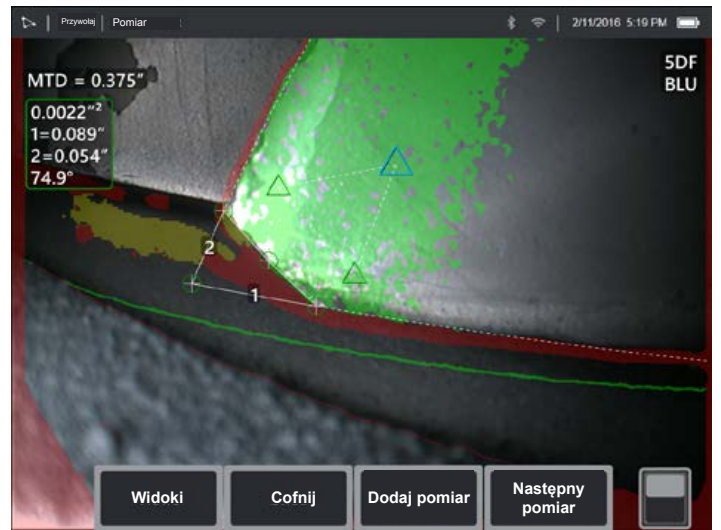 Przywołaj | Pomiar
2/11/2016 5:19 PM
MTD = 0.375"
5DF
BLU
0.0022"²
1=0.089"
2=0.054"
74.9°
2
1
Widoki
Cofnij
Dodaj pomiar
Następny
pomiar